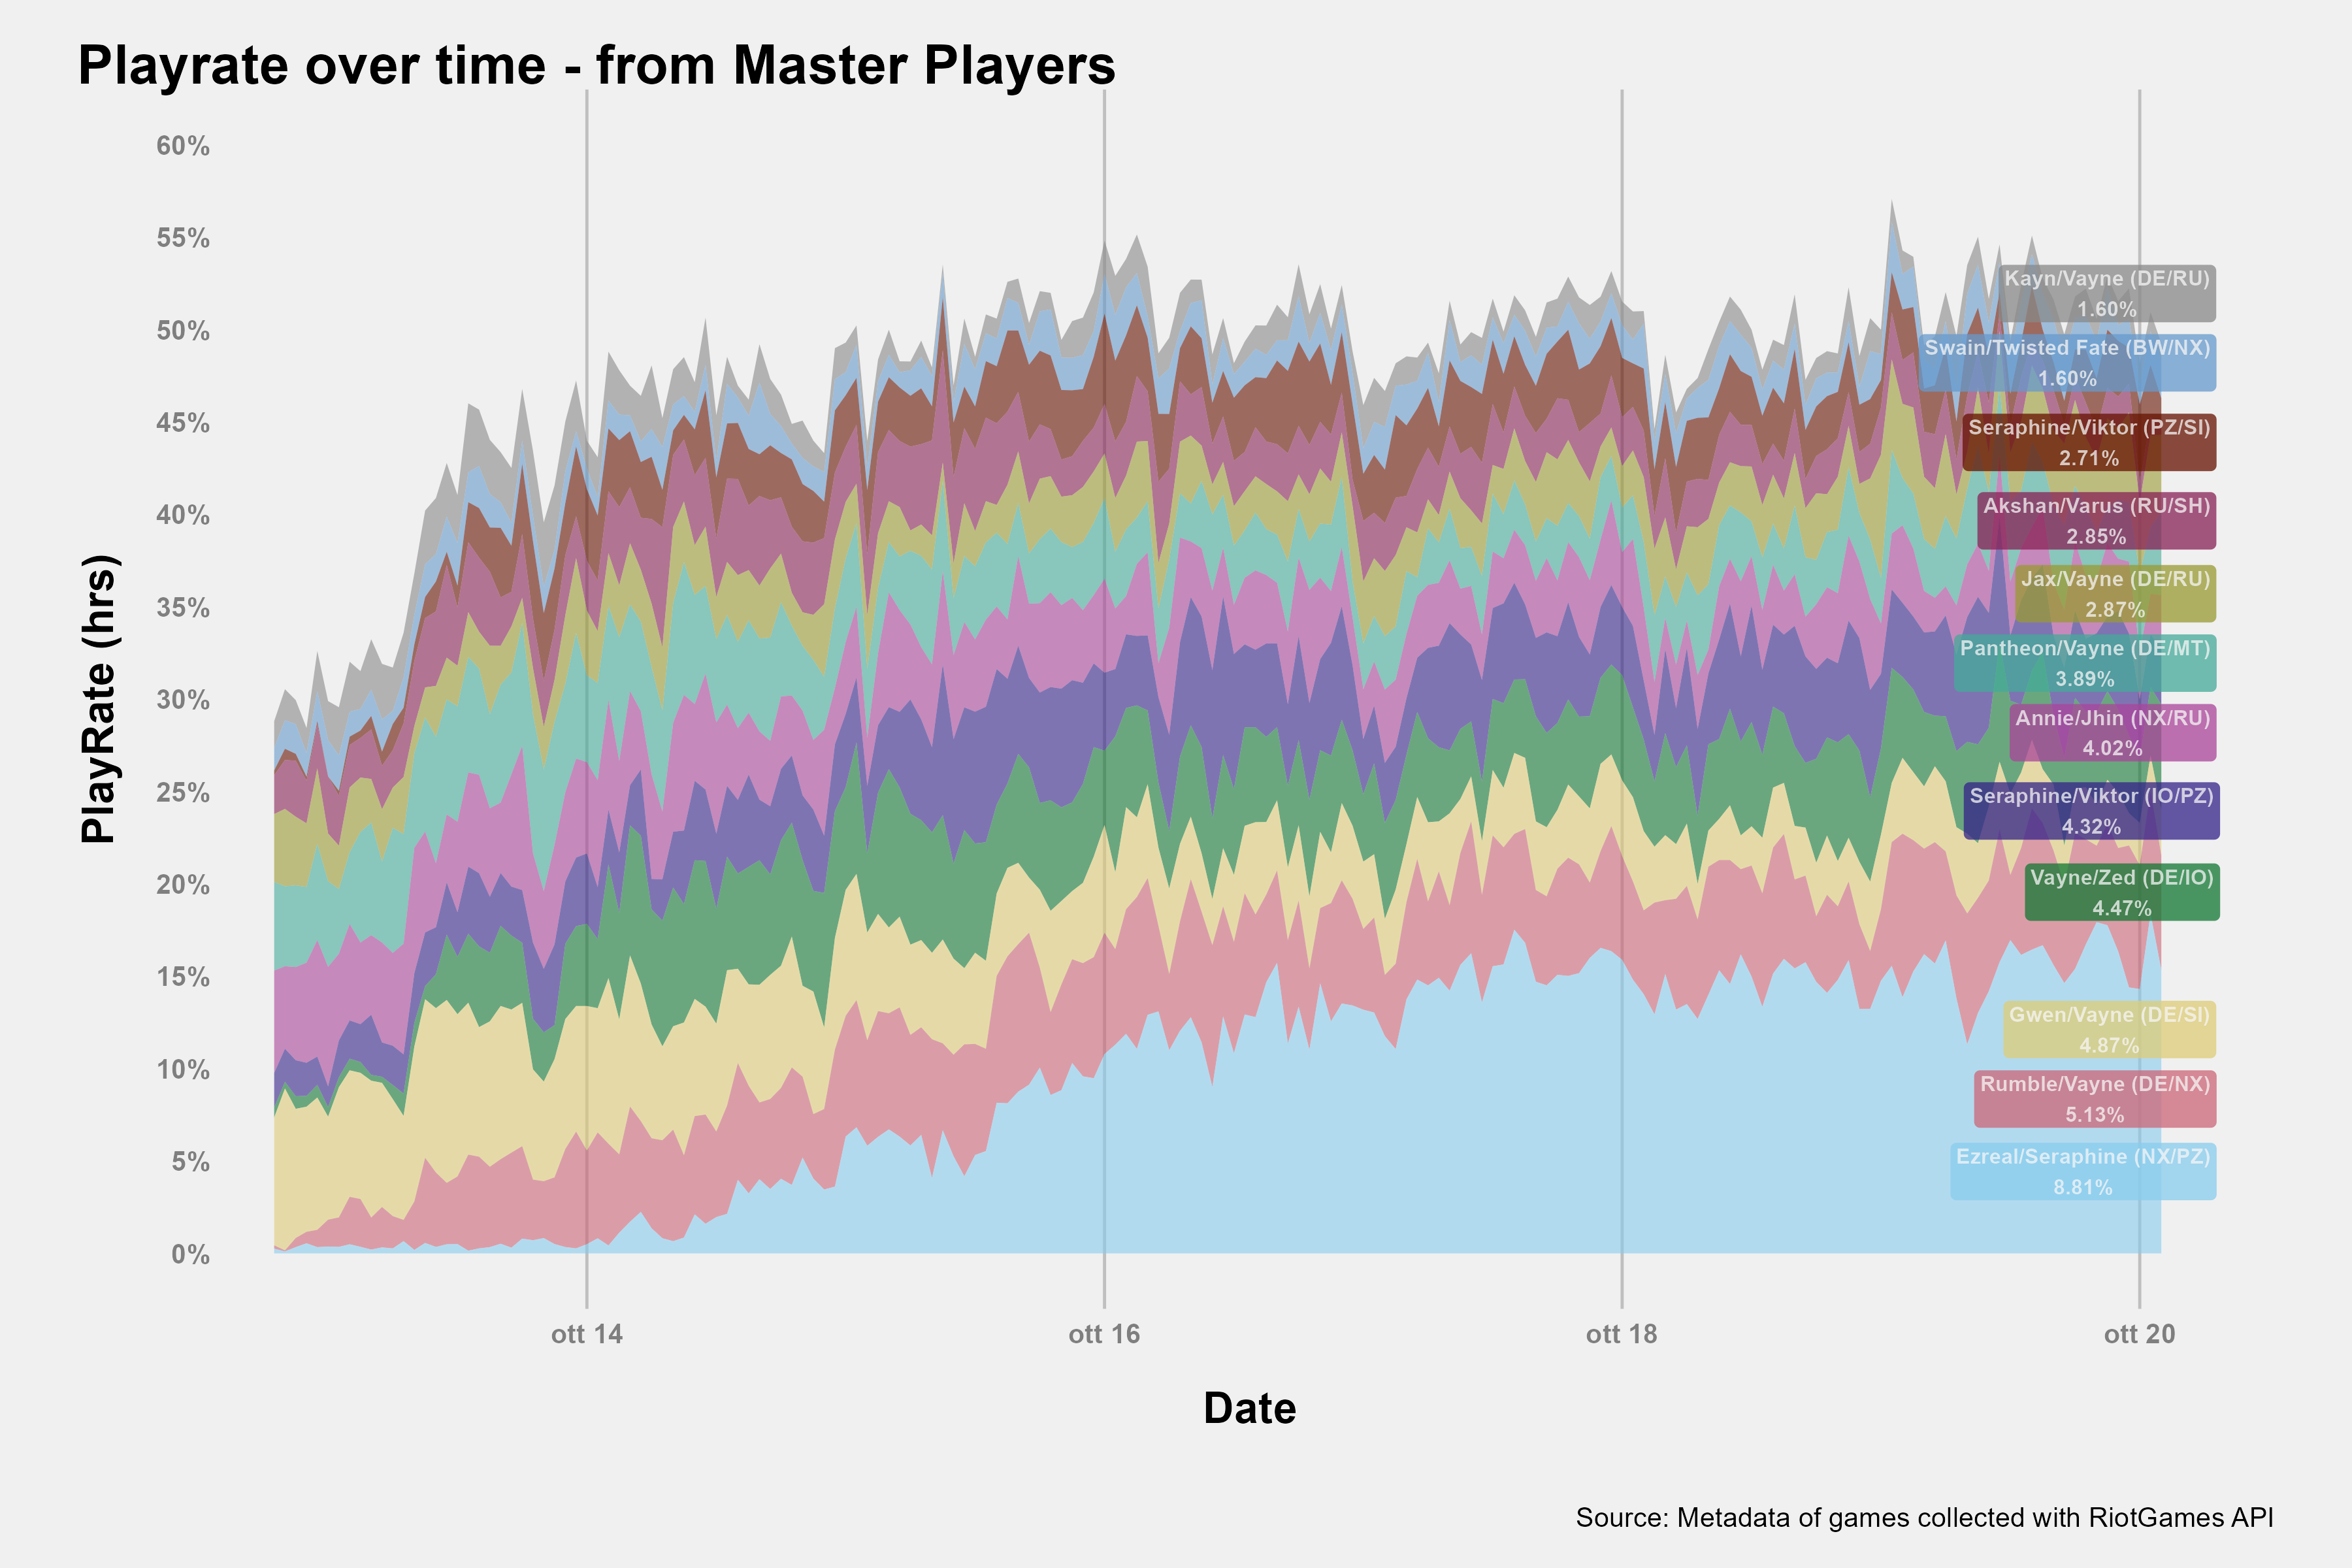 Playrate over time - from Master Players
PlayRate (hrs)
60%
55%
50%
45%
40%
35%
30%
25%
20%
15%
10%
5%
0%
Kayn/Vayne (DE/RU)
1.60%
Swain/Twisted Fate (BW/NX)
1.60%
Seraphine/Viktor (PZ/SI)
2.71%
Akshan/Varus (RU/SH)
2.85%
Jax/Vayne (DE/RU)
2.87%
Pantheon/Vayne (DE/MT)
3.89%
Annie/Jhin (NX/RU)
4.02%
Seraphine/Viktor (IO/PZ)
4.32%
Vayne/Zed (DE/IO)
4.47%
Gwen/Vayne (DE/SI)
4.87%
Rumble/Vayne (DE/NX)
5.13%
Ezreal/Seraphine (NX/PZ)
8.81%
ott 14
ott 16
ott 18
ott 20
Date
Source: Metadata of games collected with RiotGames API